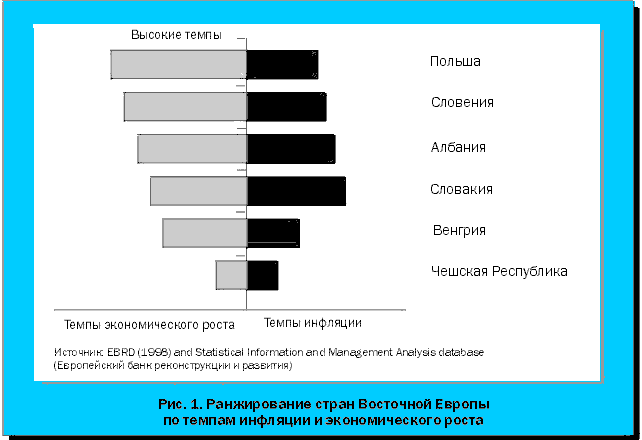 Высокие темпы
Польша
Словения
Албания
Словакия
Венгрия
Чешская Республика
Темпы экономического роста
Темпы инфляции
Источник: EBRD (1998) and Statistical Information and Management Analysis database
(Европейский банк реконструкции и развития)
Рис. 1. Ранжирование стран Восточной Европы
по темпам инфляции и экономического роста